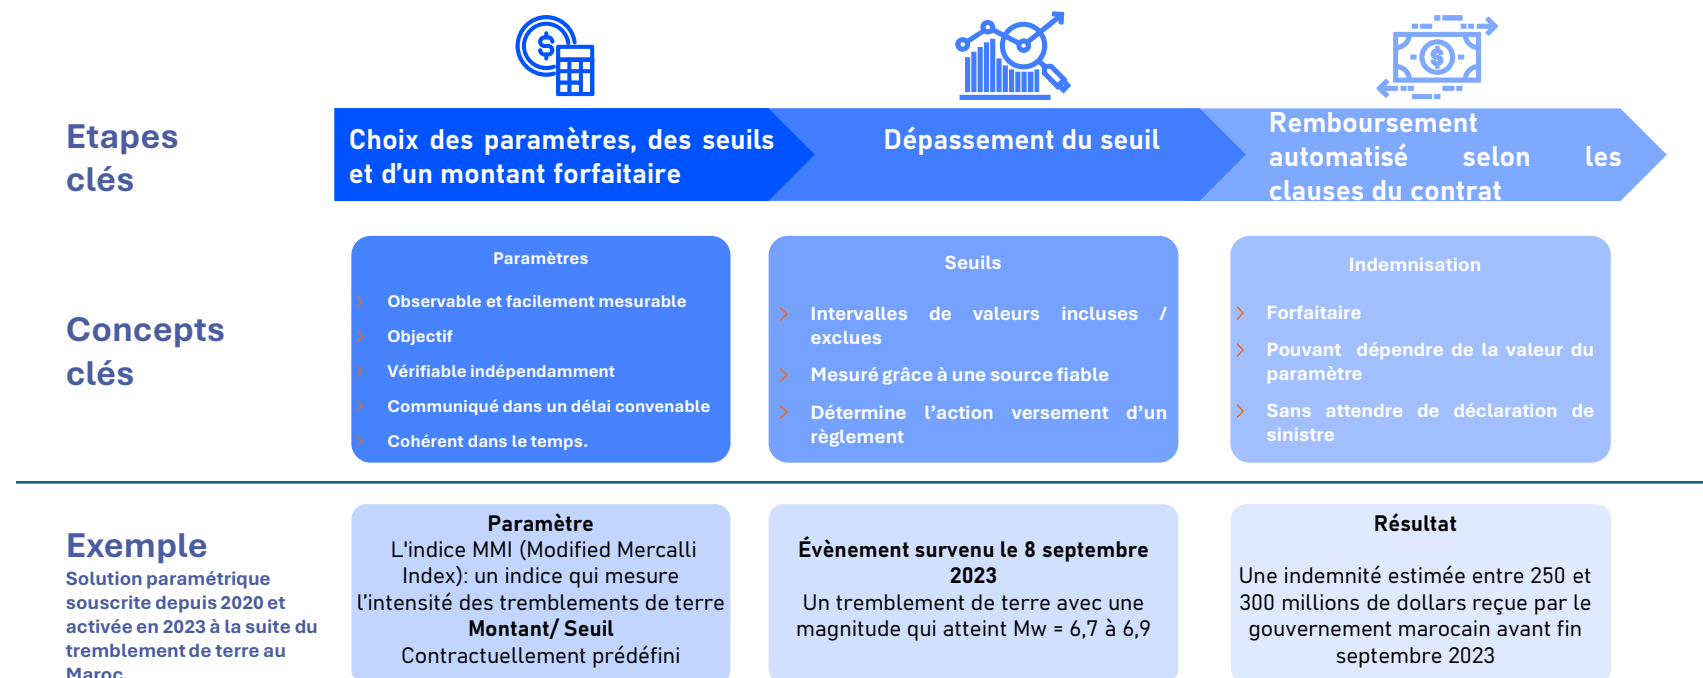 Etapes
clés
Choix des paramètres, des seuils
et d'un montant forfaitaire
Dépassement du seuil
Remboursement
automatisé selon les
clauses du contrat
Concepts
clés
Paramètres
Observable et facilement mesurable
Objectif
Vérifiable indépendamment
Communiqué dans un délai convenable
Cohérent dans le temps.
Seuils
Intervalles de valeurs incluses /
exclues
Mesuré grâce à une source fiable
Détermine l'action versement d'un
règlement
Indemnisation
Forfaitaire
Pouvant dépendre de la valeur du
paramètre
Sans attendre de déclaration de
sinistre
Exemple
Solution paramétrique
souscrite depuis 2020 et
activée en 2023 à la suite du
tremblement de terre au
Maroc
Paramètre
L'indice MMI (Modified Mercalli
Index): un indice qui mesure
l'intensité des tremblements de terre
Montant/ Seuil
Contractuellement prédéfini
Évènement survenu le 8 septembre
2023
Un tremblement de terre avec une
magnitude qui atteint Mw = 6,7 à 6,9
Résultat
Une indemnité estimée entre 250 et
300 millions de dollars reçue par le
gouvernement marocain avant fin
septembre 2023